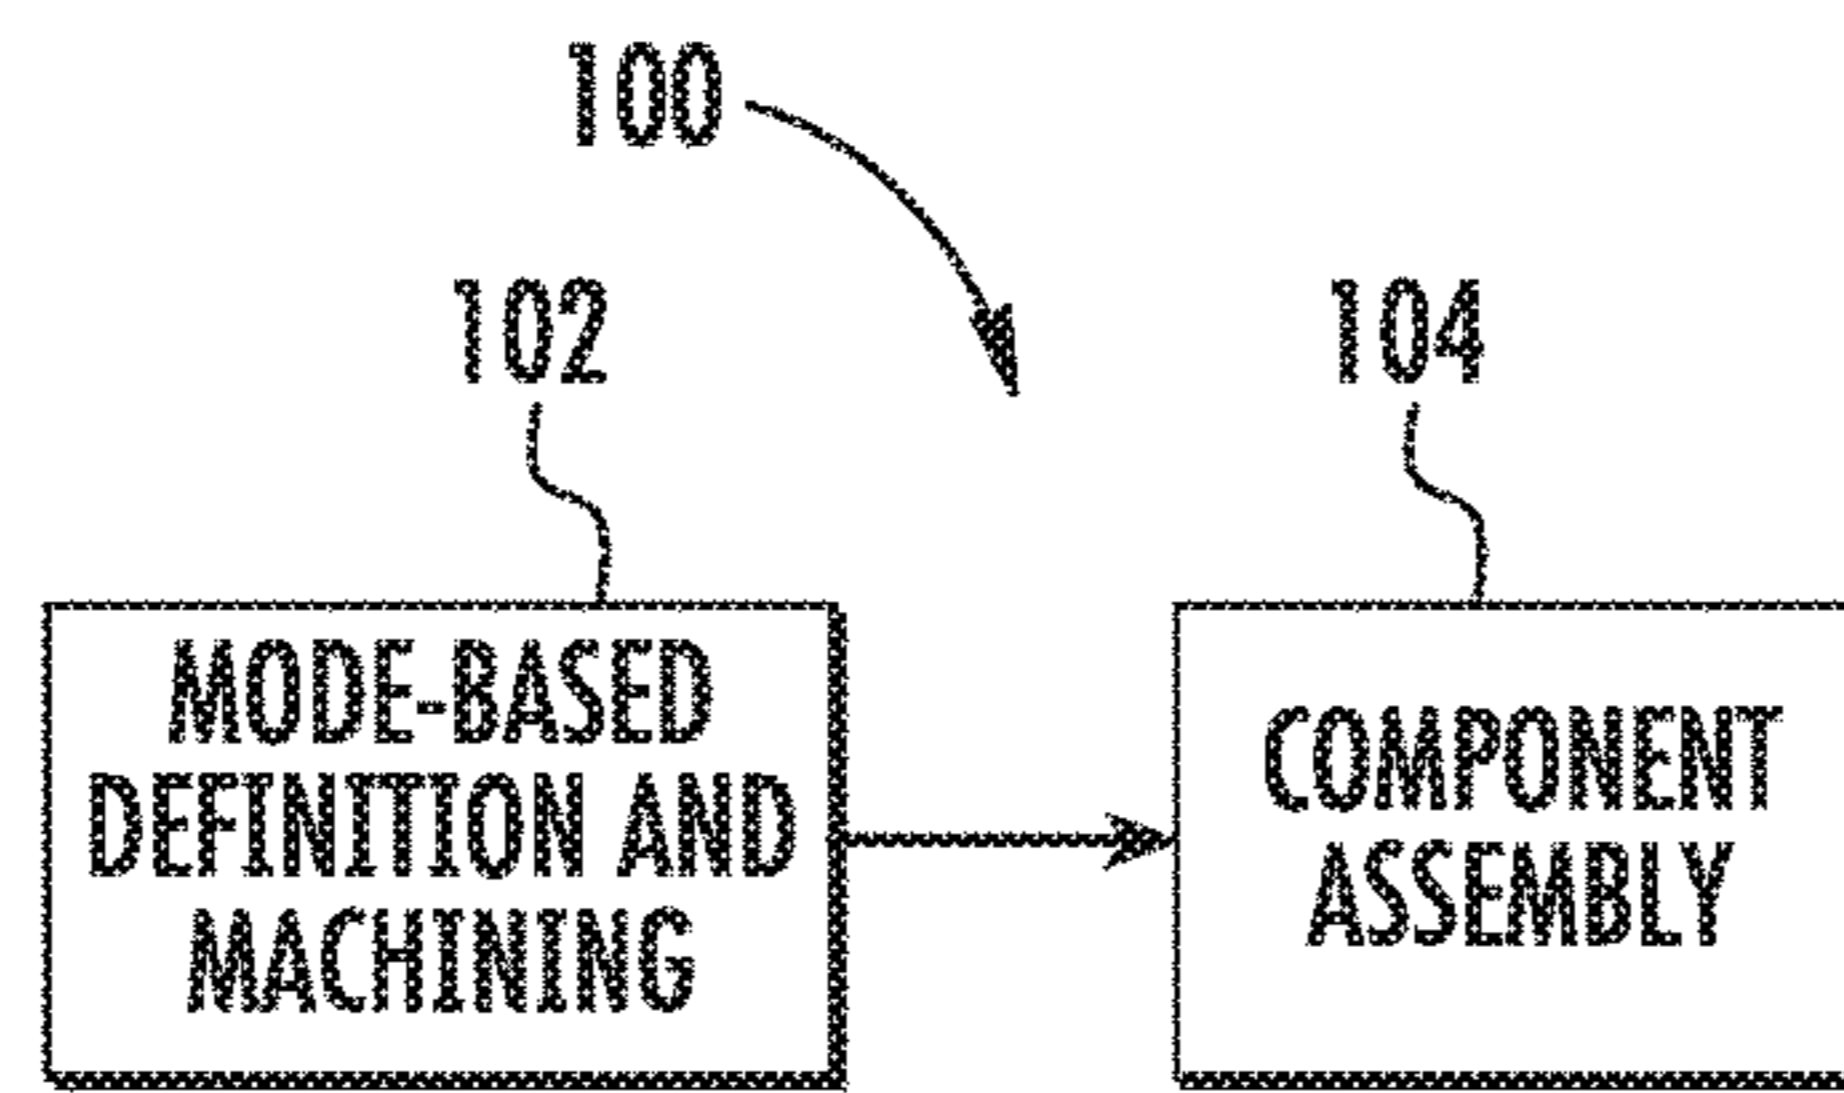 100
102
104
MODE-BASED
DEFINITION AND
MACHINING
COMPONENT
ASSEMBLY